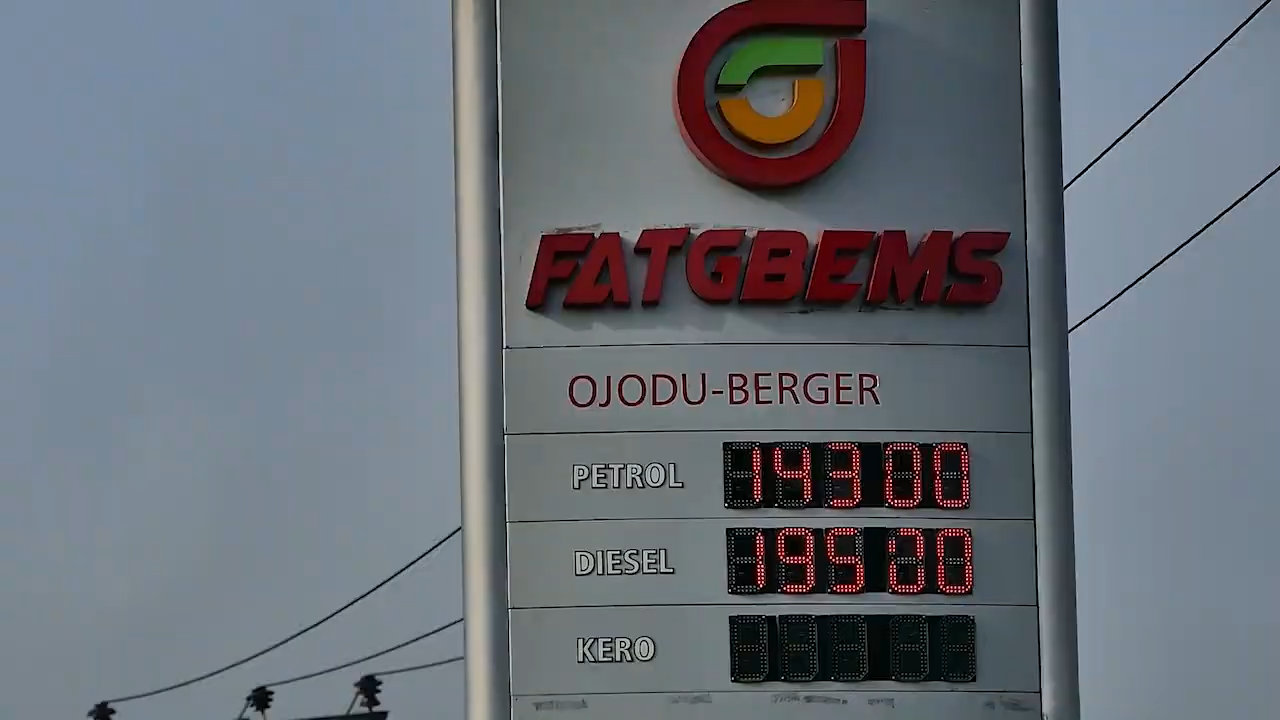 FATGBEMS
OJODU-BERGER
PETROL 143 00
DIESEL 195 00
KERO